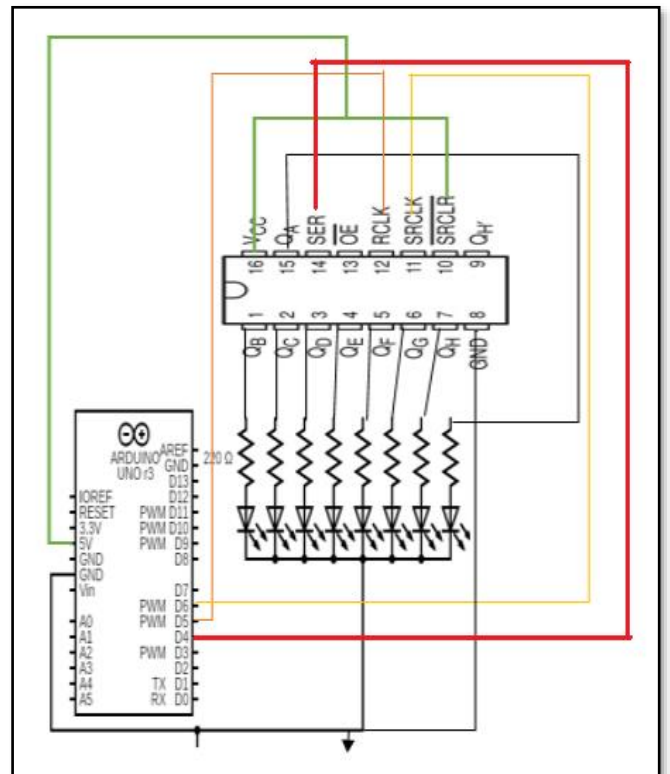 VCC
QA
SER
OE
RCLK
SRCLK
SRCLR
QH'
16
15
14
13
12
11
10
9
1
2
3
4
5
6
7
8
QB
QC
QD
QE
QF
QG
QH
GND
220 Ω
ARDUINO
UNO r3
AREF
GND
D13
IOREF
D12
RESET
PWM D11
3.3V
PWM D10
5V
PWM D9
GND
D8
GND
Vin
D7
PWM D6
A0
PWM D5
A1
D4
A2
PWM D3
A3
D2
A4
TX D1
A5
RX D0